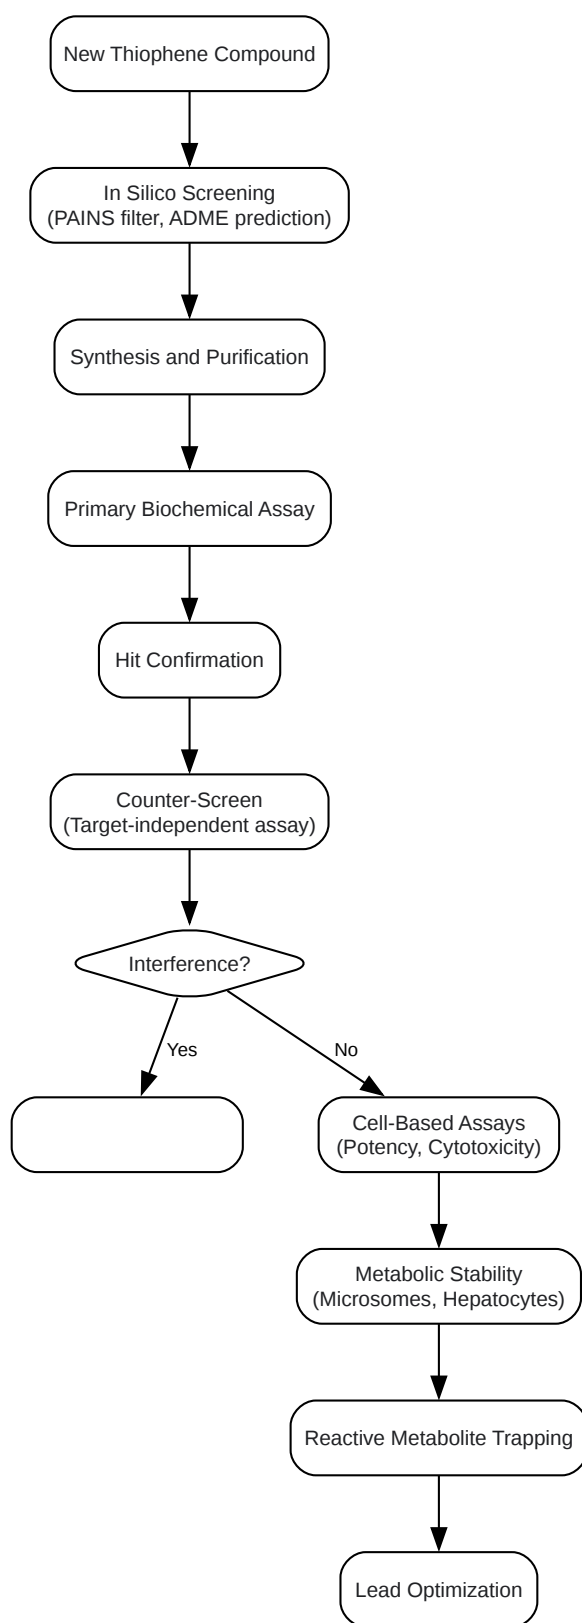 New Thiophene Compound
In Silico Screening
(PAINS filter, ADME prediction)
Synthesis and Purification
Primary Biochemical Assay
Hit Confirmation
Counter-Screen
(Target-independent assay)
Interference?
Yes
No
Cell-Based Assays
(Potency, Cytotoxicity)
Metabolic Stability
(Microsomes, Hepatocytes)
Reactive Metabolite Trapping
Lead Optimization